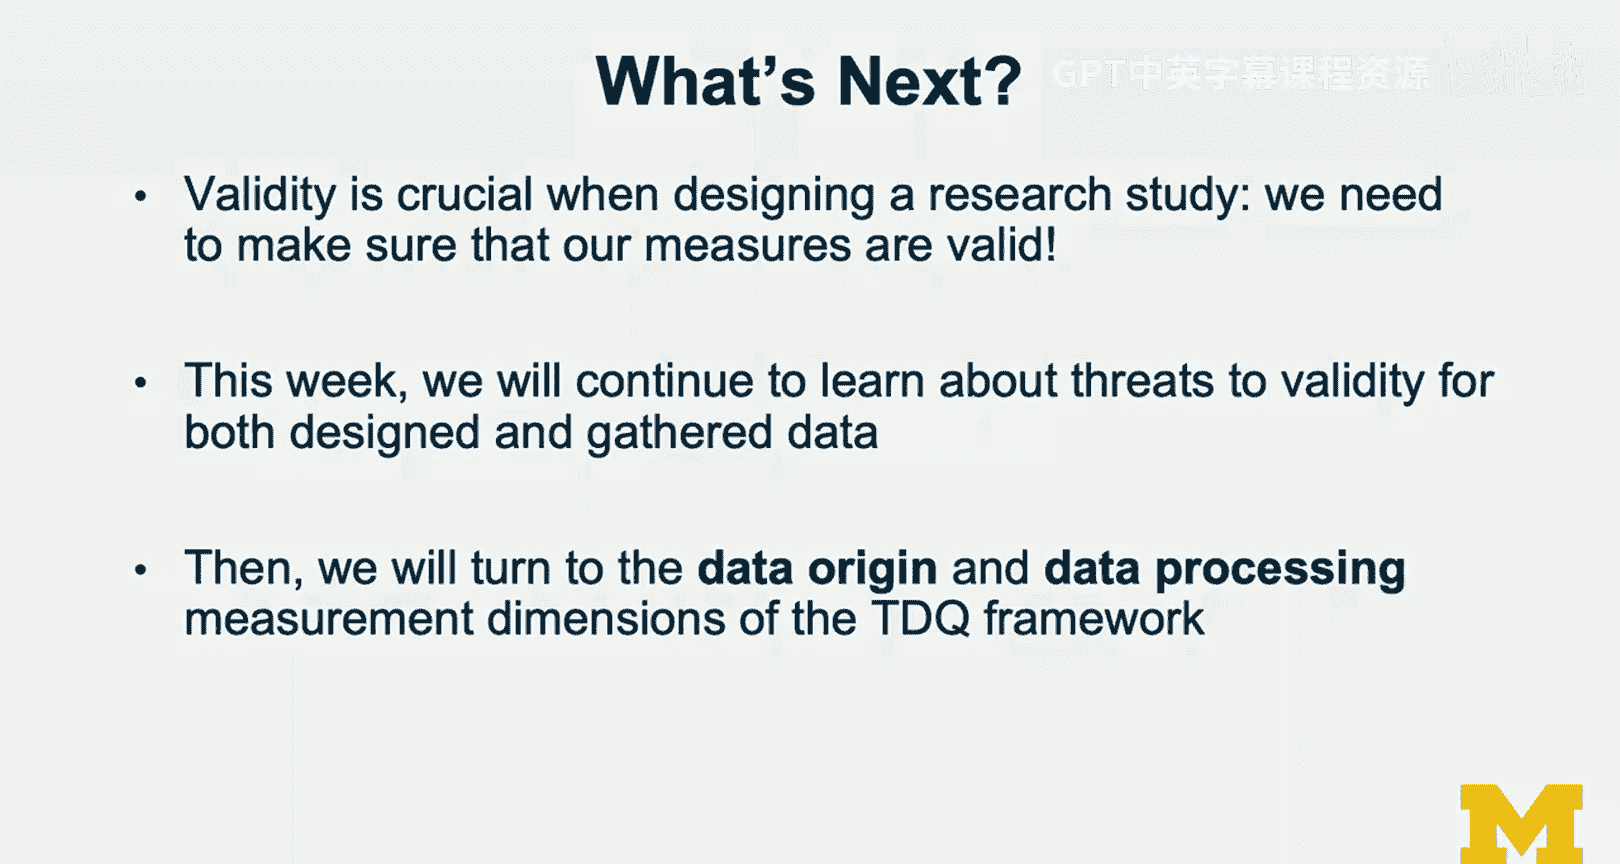 What's Next?
GPT中英字幕课程资源
• Validity is crucial when designing a research study: we need
to make sure that our measures are valid!
• This week, we will continue to learn about threats to validity for
both designed and gathered data
• Then, we will turn to the data origin and data processing
measurement dimensions of the TDQ framework
M